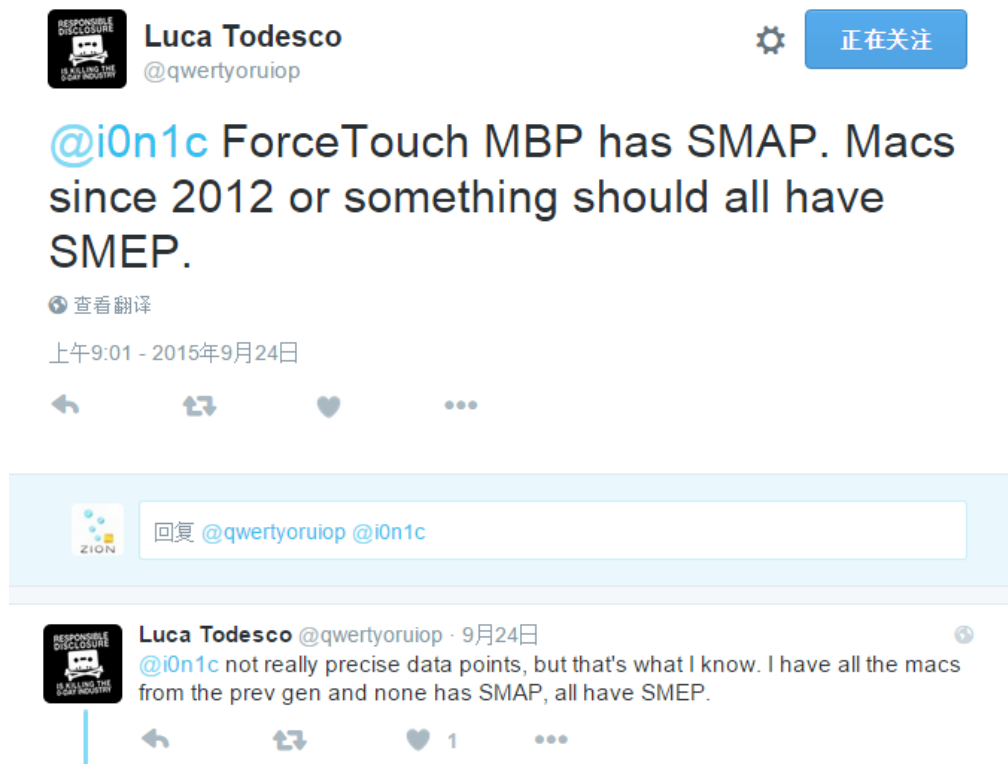 RESPONSIBLE
DISCLOSURE
IS KILLING THE
0-DAY INDUSTRY
Luca Todesco
@qwertyoruiop
正在关注
@i0n1c ForceTouch MBP has SMAP. Macs
since 2012 or something should all have
SMEP.
查看翻译
上午9:01 - 2015年9月24日
ZION
回复 @qwertyoruiop @i0n1c
RESPONSIBLE
DISCLOSURE
IS KILLING THE
0-DAY INDUSTRY
Luca Todesco @qwertyoruiop · 9月24日
@i0n1c not really precise data points, but that's what I know. I have all the macs
from the prev gen and none has SMAP, all have SMEP.
1